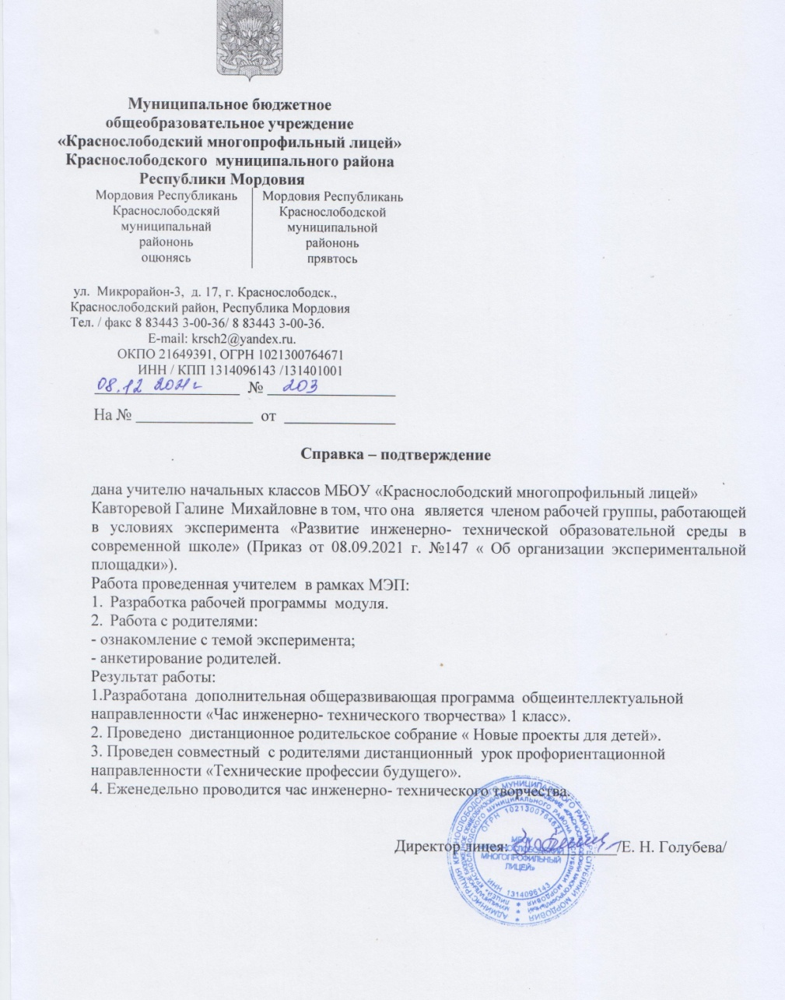 Муниципальное бюджетное
общеобразовательное учреждение
«Краснослободский многопрофильный лицей»
Краснослободского муниципального района
Республики Мордовия
Мордовия Республикань
Краснослободскяй
муниципальнай
районнь
оцюнясь
Мордовия Республикань
Краснослободской
муниципальной
районнь
прявтось
ул. Микрорайон-3, д. 17, г. Краснослободск.,
Краснослободский район, Республика Мордовия
Тел. / факс 8 83443 3-00-36/ 8 83443 3-00-36.
E-mail: krsch2@yandex.ru.
ОКПО 21649391, ОГРН 1021300764671
ИНН / КПП 1314096143 /131401001
08.12 2021 г № 203
На № ______ от ______
Справка – подтверждение
дана учителю начальных классов МБОУ «Краснослободский многопрофильный лицей»
Кавторевой Галине Михайловне в том, что она является членом рабочей группы, работающей
в условиях эксперимента «Развитие инженерно- технической образовательной среды в
современной школе» (Приказ от 08.09.2021 г. №147 « Об организации экспериментальной
площадки»).
Работа проведенная учителем в рамках МЭП:
1. Разработка рабочей программы модуля.
2. Работа с родителями:
- ознакомление с темой эксперимента;
- анкетирование родителей.
Результат работы:
1.Разработана дополнительная общеразвивающая программа общеинтеллектуальной
направленности «Час инженерно- технического творчества» 1 класс».
2. Проведено дистанционное родительское собрание « Новые проекты для детей».
3. Проведен совместный с родителями дистанционный урок профориентационной
направленности «Технические профессии будущего».
4. Еженедельно проводится час инженерно- технического творчества.
Директор лицея: /Е. Н. Голубева/
ОГРН 1021300764671
МБОУ
«КРАСНОСЛОБОДСКИЙ
МНОГОПРОФИЛЬНЫЙ
ЛИЦЕЙ»
ИНН 1314096143